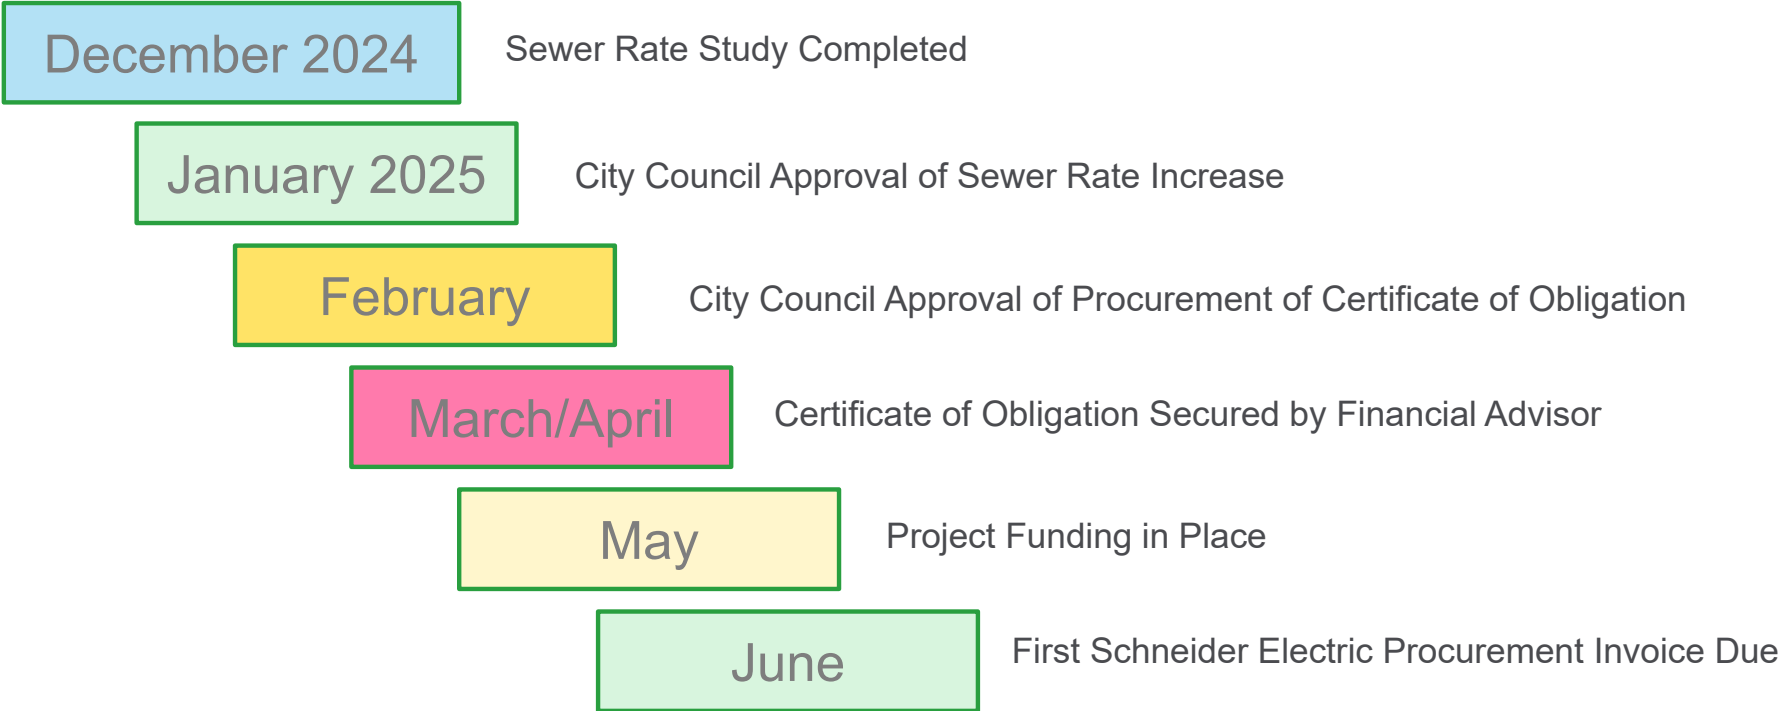 December 2024
Sewer Rate Study Completed
January 2025
City Council Approval of Sewer Rate Increase
February
City Council Approval of Procurement of Certificate of Obligation
March/April
Certificate of Obligation Secured by Financial Advisor
May
Project Funding in Place
June
First Schneider Electric Procurement Invoice Due